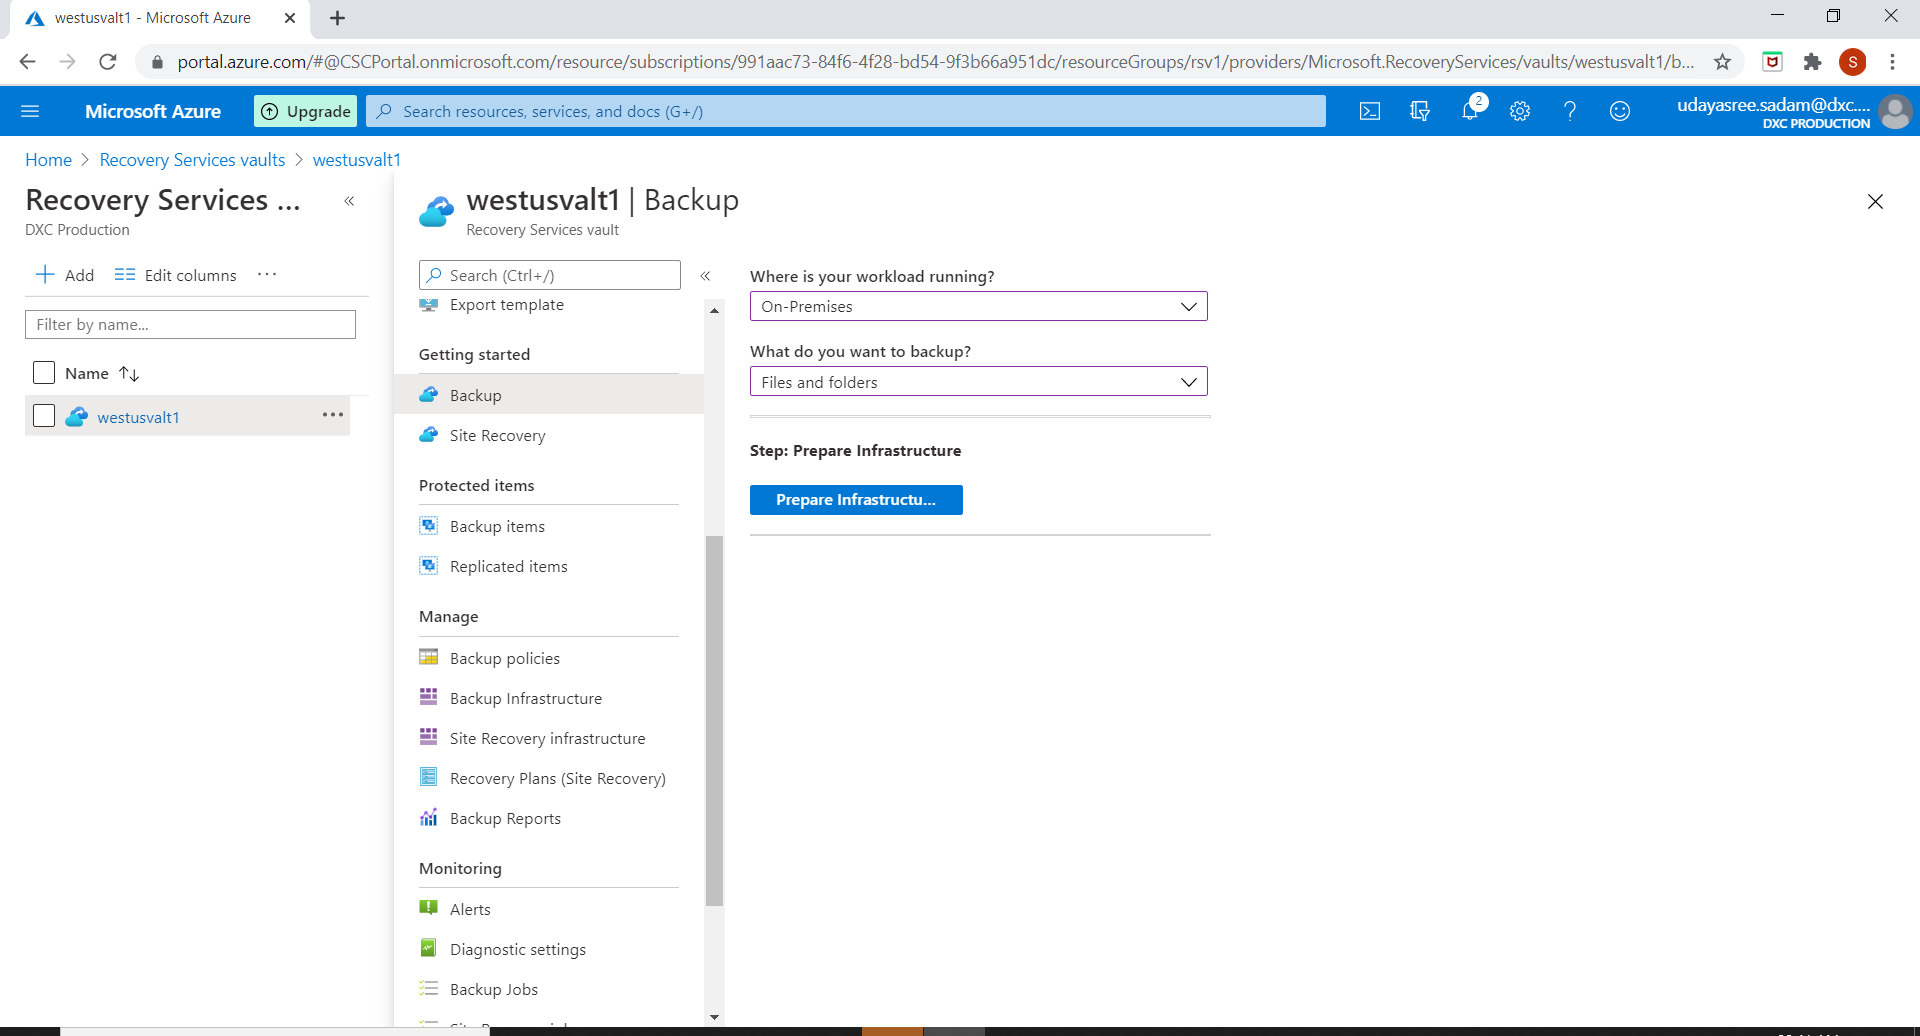 westusvalt1 - Microsoft Azure
portal.azure.com/#@CSCPortal.onmicrosoft.com/resource/subscriptions/991aac73-84f6-4f28-bd54-9f3b66a951dc/resourceGroups/rsv1/providers/Microsoft.RecoveryServices/vaults/westusvalt1/b...
S
Microsoft Azure
Upgrade
Search resources, services, and docs (G+/)
2
udayasree.sadam@dxc....
DXC PRODUCTION
Home > Recovery Services vaults > westusvalt1
Recovery Services ...
DXC Production
Add
Edit columns
Filter by name...
Name
westusvalt1
westusvalt1 | Backup
Recovery Services vault
Search (Ctrl+/)
Export template
Getting started
Backup
Site Recovery
Protected items
Backup items
Replicated items
Manage
Backup policies
Backup Infrastructure
Site Recovery infrastructure
Recovery Plans (Site Recovery)
Backup Reports
Monitoring
Alerts
Diagnostic settings
Backup Jobs
Where is your workload running?
On-Premises
What do you want to backup?
Files and folders
Step: Prepare Infrastructure
Prepare Infrastructu...